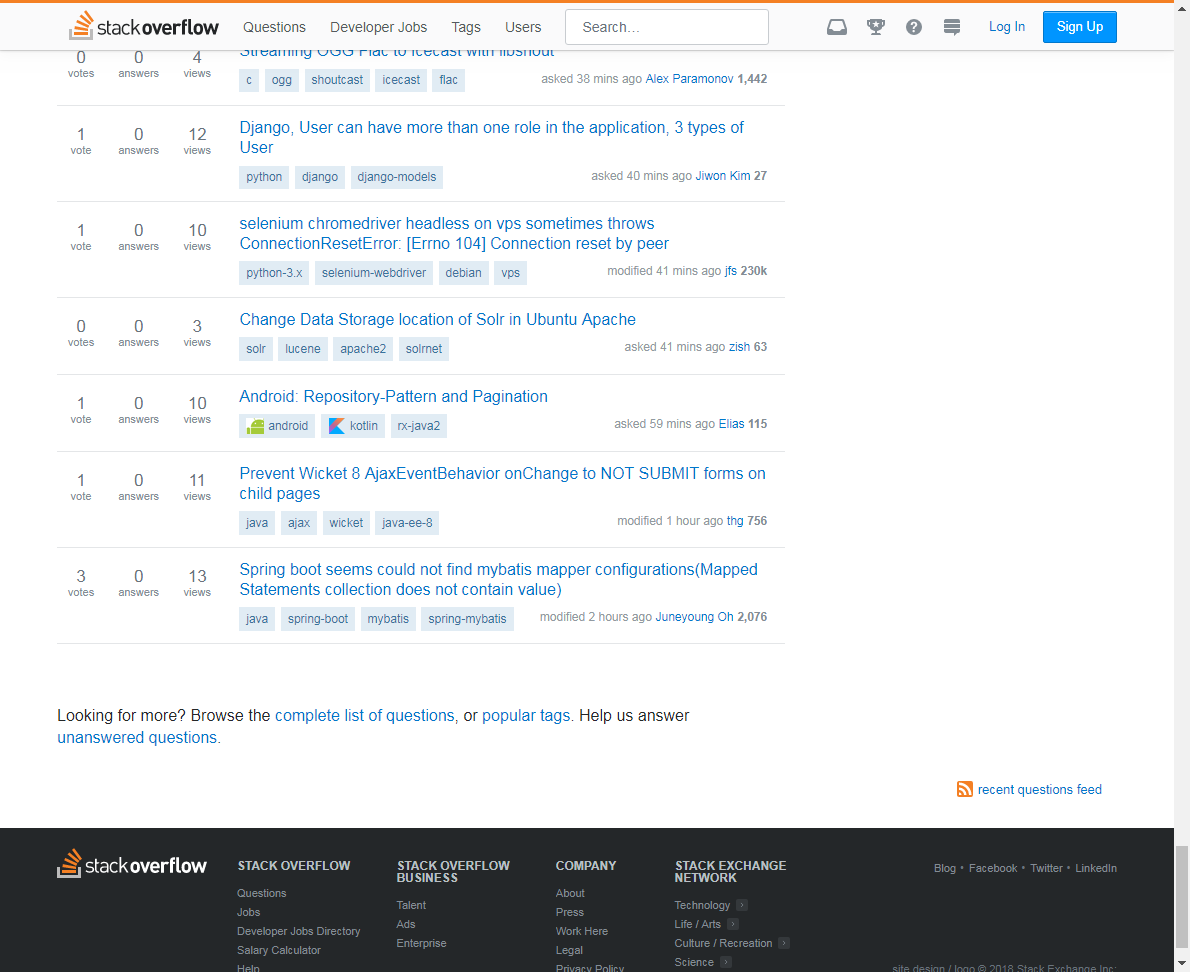 stackoverflow Questions Developer Jobs Tags Users Search… Log In Sign Up
Streaming OGG Flac to Icecast with libshout
0 votes 0 answers 4 views
c ogg shoutcast icecast flac
asked 38 mins ago Alex Paramonov 1,442
1 vote 0 answers 12 views
Django, User can have more than one role in the application, 3 types of
User
python django django-models
asked 40 mins ago Jiwon Kim 27
1 vote 0 answers 10 views
selenium chromedriver headless on vps sometimes throws
ConnectionResetError: [Errno 104] Connection reset by peer
python-3.x selenium-webdriver debian vps
modified 41 mins ago jfs 230k
0 votes 0 answers 3 views
Change Data Storage location of Solr in Ubuntu Apache
solr lucene apache2 solrnet
asked 41 mins ago zish 63
1 vote 0 answers 10 views
Android: Repository-Pattern and Pagination
android kotlin rx-java2
asked 59 mins ago Elias 115
1 vote 0 answers 11 views
Prevent Wicket 8 AjaxEventBehavior onChange to NOT SUBMIT forms on
child pages
java ajax wicket java-ee-8
modified 1 hour ago thg 756
3 votes 0 answers 13 views
Spring boot seems could not find mybatis mapper configurations(Mapped
Statements collection does not contain value)
java spring-boot mybatis spring-mybatis
modified 2 hours ago Juneyoung Oh 2,076
Looking for more? Browse the complete list of questions, or popular tags. Help us answer
unanswered questions.
recent questions feed
stackoverflow
STACK OVERFLOW
Questions
Jobs
Developer Jobs Directory
Salary Calculator
Help
STACK OVERFLOW
BUSINESS
Talent
Ads
Enterprise
COMPANY
About
Press
Work Here
Legal
Privacy Policy
STACK EXCHANGE
NETWORK
Technology
Life / Arts
Culture / Recreation
Science
Blog • Facebook • Twitter • LinkedIn
site design / logo © 2018 Stack Exchange Inc;